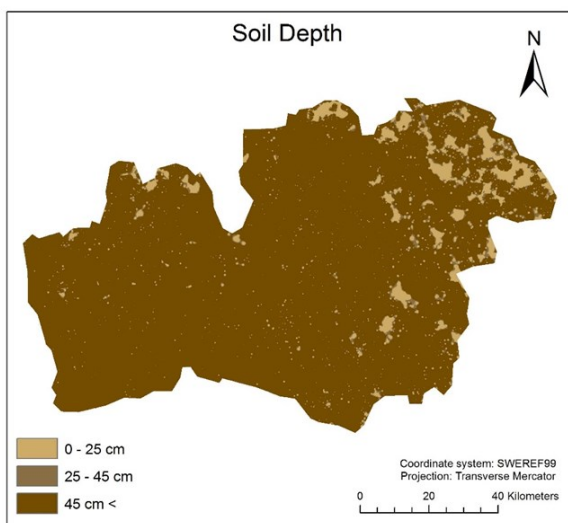 Soil Depth
N
0 - 25 cm
25 - 45 cm
45 cm <
Coordinate system: SWEREF99
Projection: Transverse Mercator
0 20 40 Kilometers